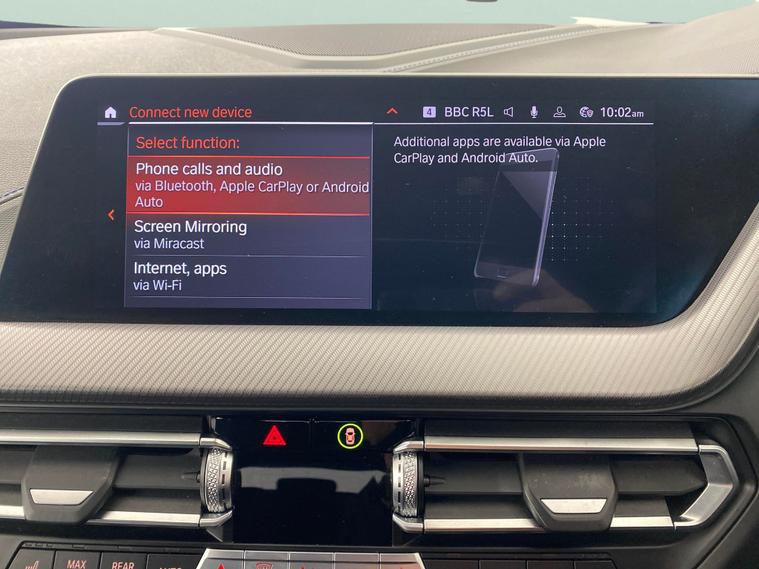 Connect new device
4 BBC R5L 10:02am
Select function:
Phone calls and audio
via Bluetooth, Apple CarPlay or Android
Auto
Screen Mirroring
via Miracast
Internet, apps
via Wi-Fi
Additional apps are available via Apple
CarPlay and Android Auto.
MAX
REAR
AUTO